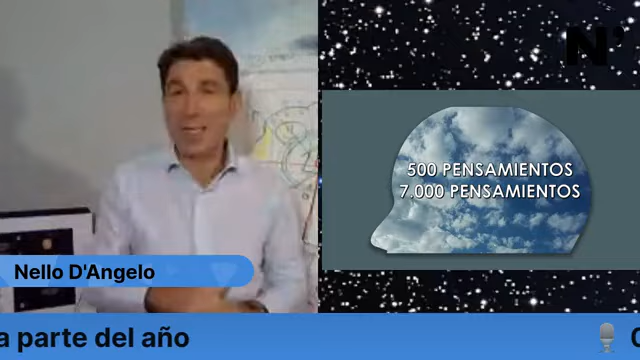 N'
500 PENSAMIENTOS
7.000 PENSAMIENTOS
Nello D'Angelo
a parte del año